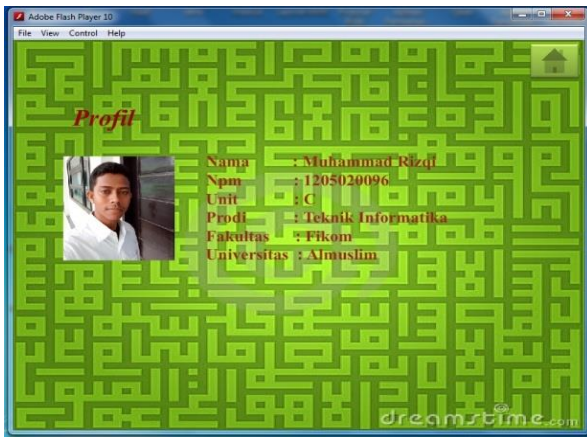 Adobe Flash Player 10
File View Control Help
Profil
Nama : Muhammad Rizqi
Npm : 1205020096
Unit : C
Prodi : Teknik Informatika
Fakultas : Fikom
Universitas : Almuslim
dreamstime.com